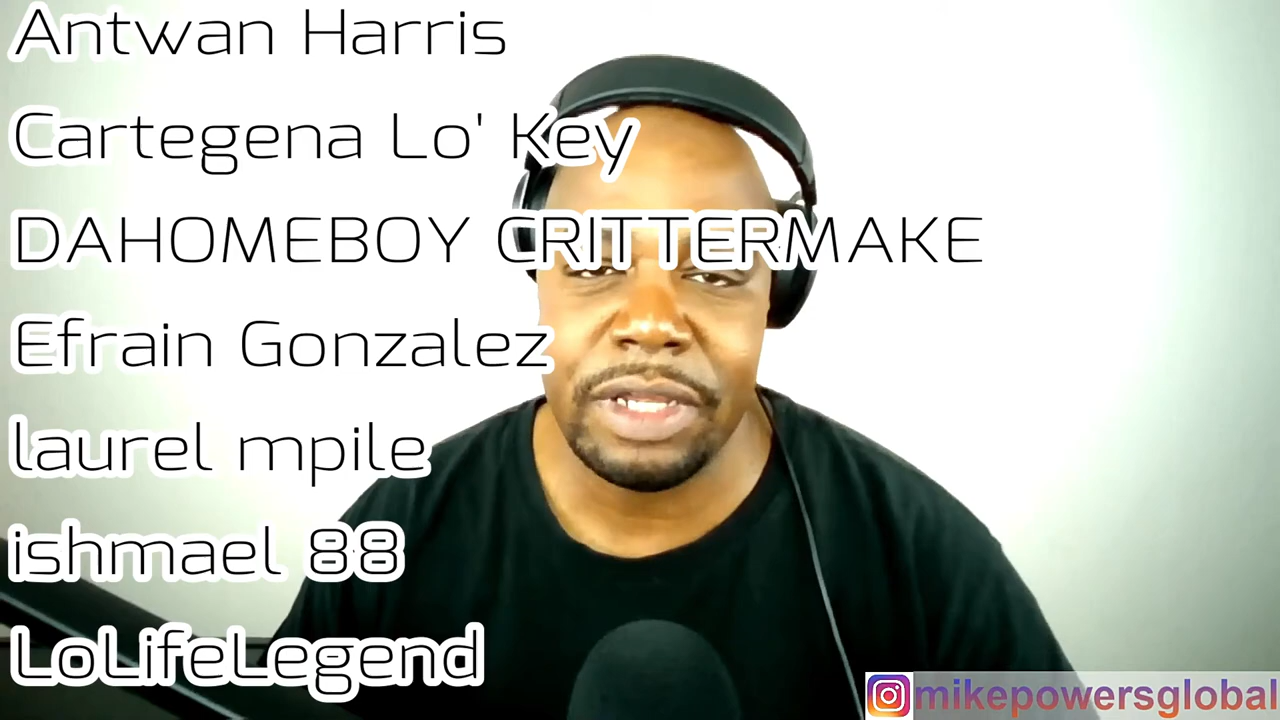 Antwan Harris
Cartegena Lo' Key
DAHOMEBOY CRITTERMAKE
Efrain Gonzalez
laurel mpile
ishmael 88
LoLifeLegend
mikepowersglobal